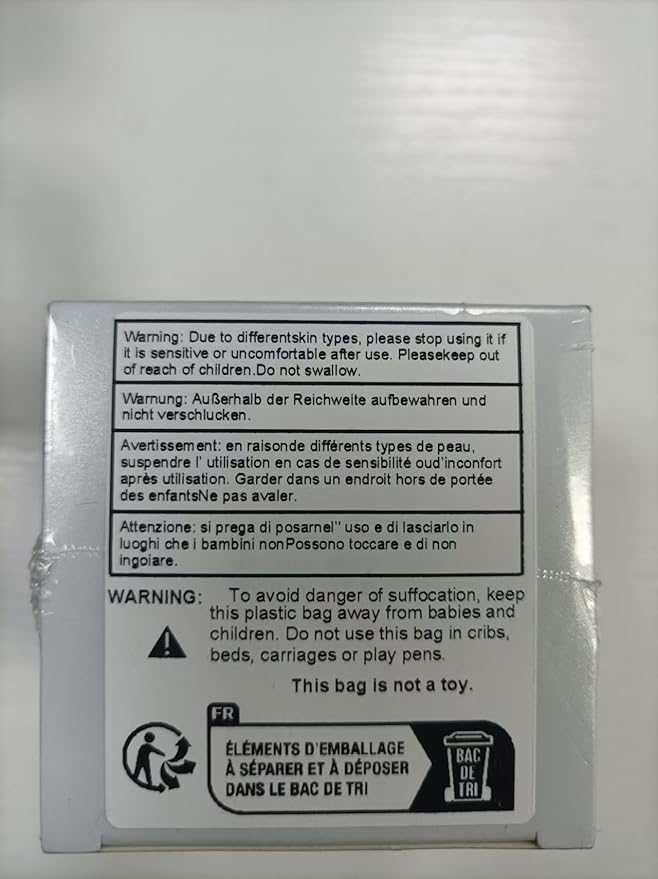 Warning: Due to differentskin types, please stop using it if
it is sensitive or uncomfortable after use. Pleasekeep out
of reach of children.Do not swallow.
Warnung: Außerhalb der Reichweite aufbewahren und
nicht verschlucken.
Avertissement: en raisonde différents types de peau,
suspendre l' utilisation en cas de sensibilité oud'inconfort
après utilisation. Garder dans un endroit hors de portée
des enfantsNe pas avaler.
Attenzione: si prega di posarnel'' uso e di lasciarlo in
luoghi che i bambini nonPossono toccare e di non
ingoiare.
WARNING: To avoid danger of suffocation, keep
this plastic bag away from babies and
children. Do not use this bag in cribs,
beds, carriages or play pens.
This bag is not a toy.
FR
ÉLÉMENTS D'EMBALLAGE
À SÉPARER ET À DÉPOSER
DANS LE BAC DE TRI
BAC
DE
TRI